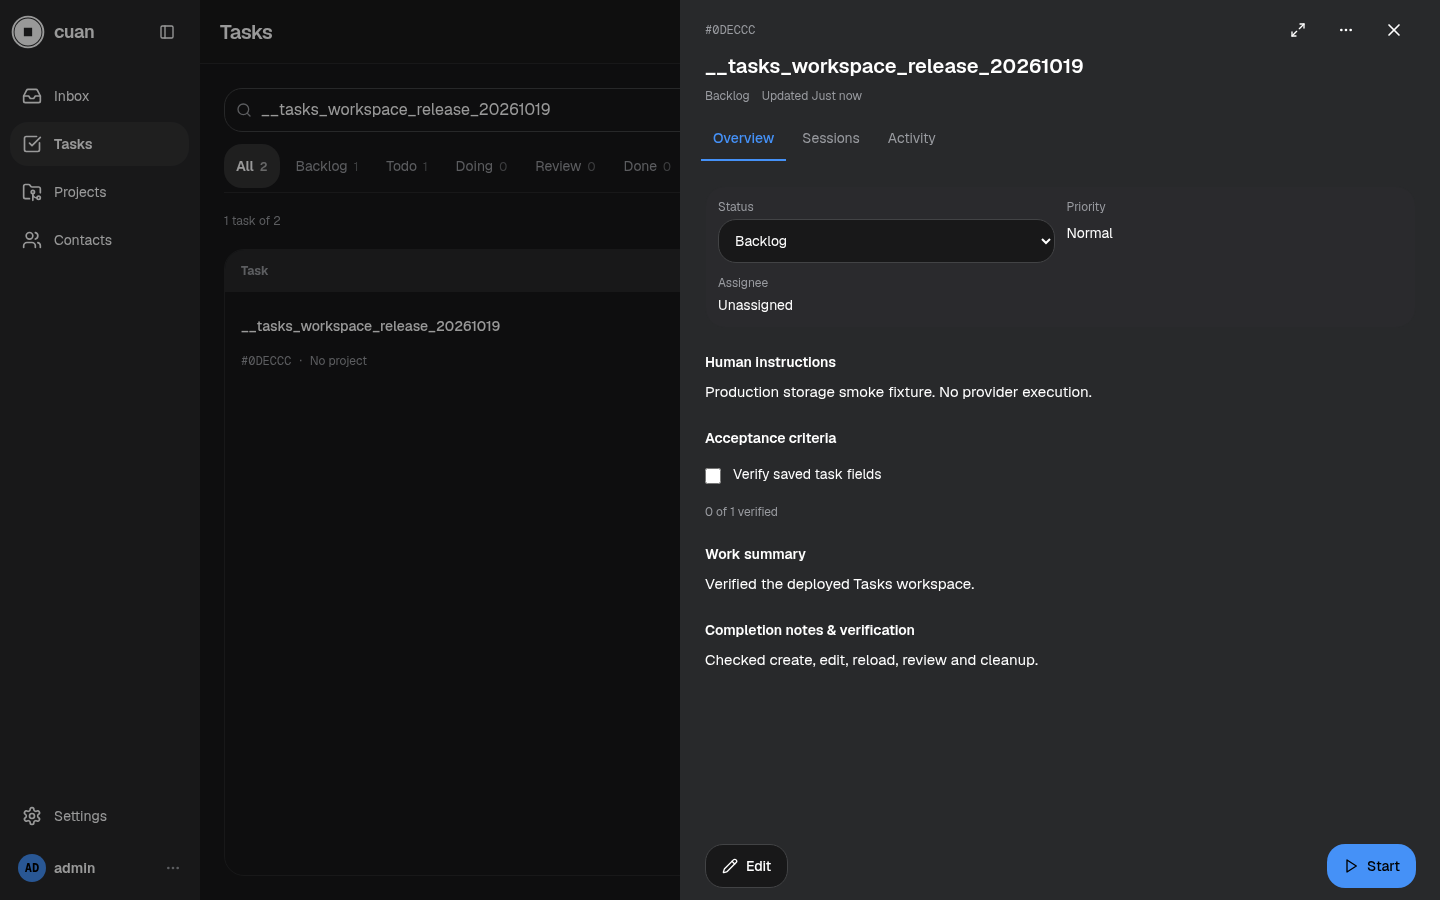 cuan
Inbox
Tasks
Projects
Contacts
Settings
AD admin
Tasks
__tasks_workspace_release_20261019
All 2 Backlog 1 Todo 1 Doing 0 Review 0 Done 0
1 task of 2
Task
__tasks_workspace_release_20261019
#0DECCC · No project
#0DECCC
__tasks_workspace_release_20261019
Backlog Updated Just now
Overview Sessions Activity
Status Priority
Backlog Normal
Assignee
Unassigned
Human instructions
Production storage smoke fixture. No provider execution.
Acceptance criteria
Verify saved task fields
0 of 1 verified
Work summary
Verified the deployed Tasks workspace.
Completion notes & verification
Checked create, edit, reload, review and cleanup.
Edit Start